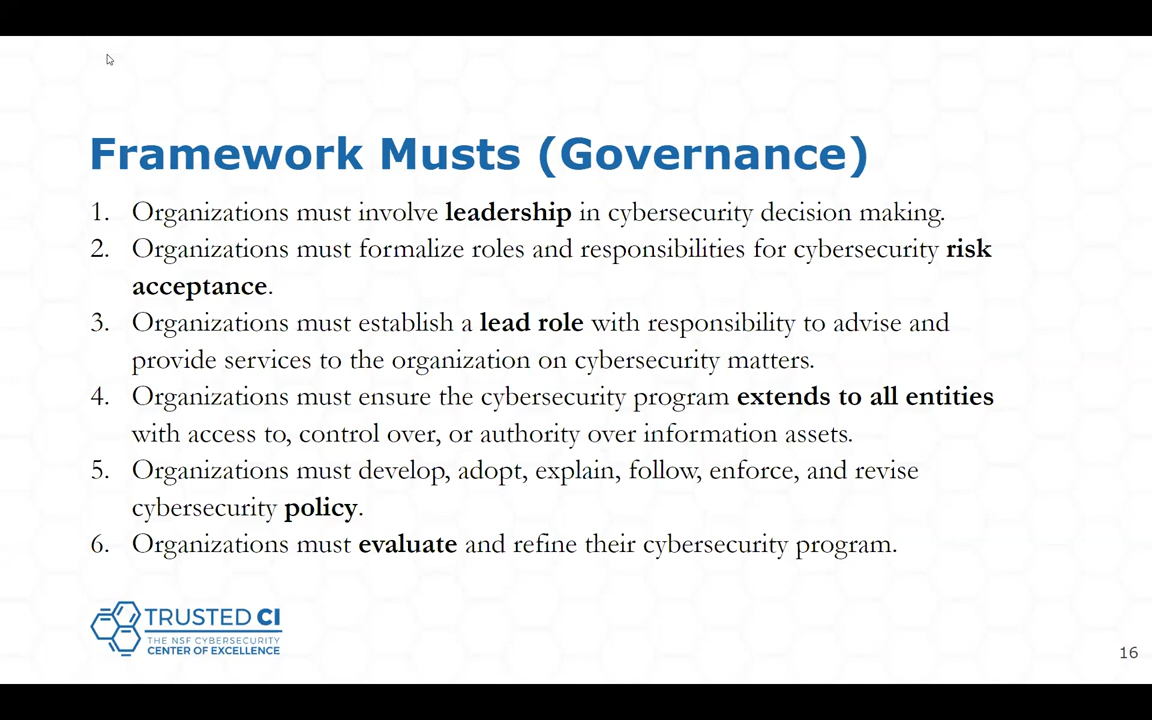 Framework Musts (Governance)
1. Organizations must involve leadership in cybersecurity decision making.
2. Organizations must formalize roles and responsibilities for cybersecurity risk
acceptance.
3. Organizations must establish a lead role with responsibility to advise and
provide services to the organization on cybersecurity matters.
4. Organizations must ensure the cybersecurity program extends to all entities
with access to, control over, or authority over information assets.
5. Organizations must develop, adopt, explain, follow, enforce, and revise
cybersecurity policy.
6. Organizations must evaluate and refine their cybersecurity program.
TRUSTED CI
THE NSF CYBERSECURITY
CENTER OF EXCELLENCE
16